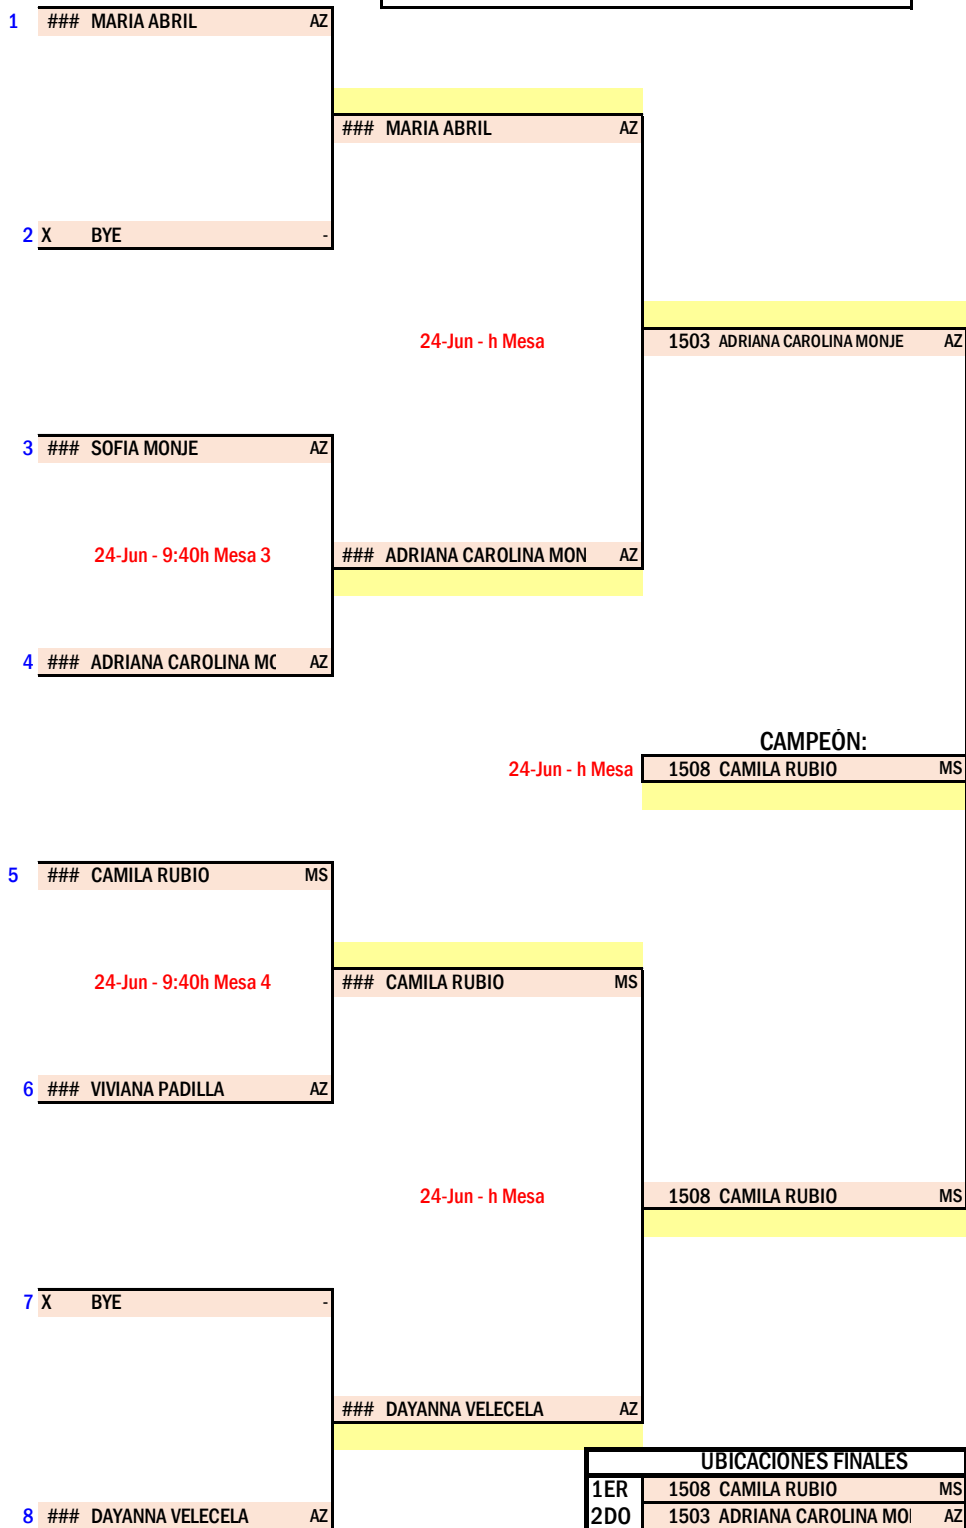 1 ### MARIA ABRIL AZ
### MARIA ABRIL AZ
2 X BYE -
24-Jun - h Mesa
1503 ADRIANA CAROLINA MONJE AZ
3 ### SOFIA MONJE AZ
24-Jun - 9:40h Mesa 3
### ADRIANA CAROLINA MON AZ
4 ### ADRIANA CAROLINA MO AZ
CAMPEÓN:
24-Jun - h Mesa
1508 CAMILA RUBIO MS
5 ### CAMILA RUBIO MS
24-Jun - 9:40h Mesa 4
### CAMILA RUBIO MS
6 ### VIVIANA PADILLA AZ
24-Jun - h Mesa
1508 CAMILA RUBIO MS
7 X BYE -
### DAYANNA VELECELA AZ
UBICACIONES FINALES
1ER 1508 CAMILA RUBIO MS
8 ### DAYANNA VELECELA AZ
2DO 1503 ADRIANA CAROLINA MON AZ